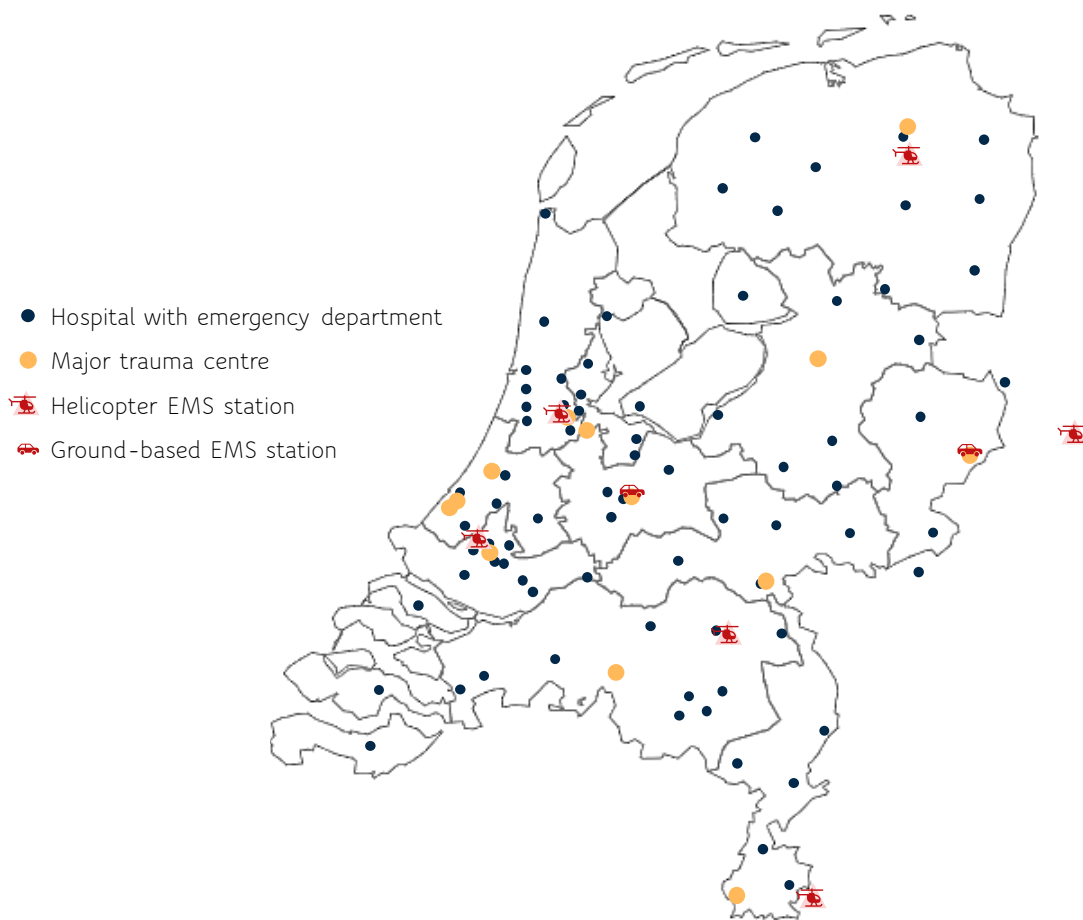 Hospital with emergency department
Major trauma centre
Helicopter EMS station
Ground-based EMS station